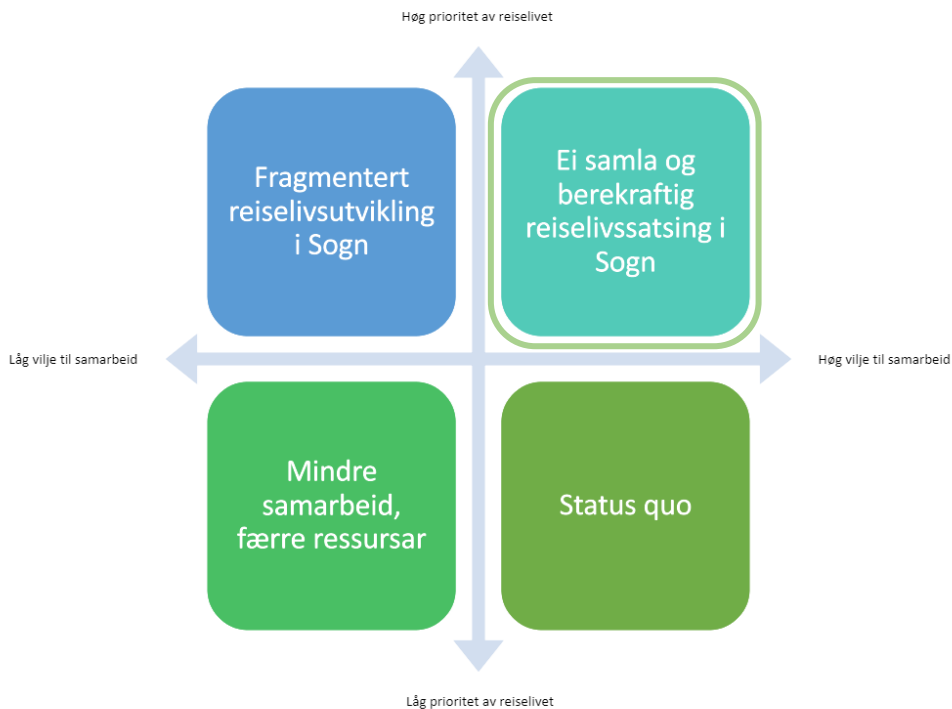 Høg prioritet av reiselivet
Fragmentert
reiselivsutvikling
i Sogn
Ei samla og
berekraftig
reiselivssatsing i
Sogn
Låg vilje til samarbeid
Høg vilje til samarbeid
Mindre
samarbeid,
færre ressursar
Status quo
Låg prioritet av reiselivet